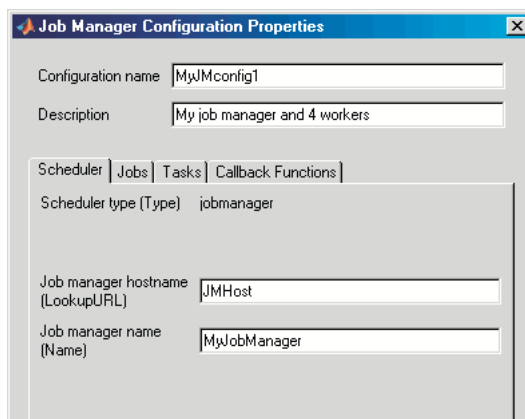 Job Manager Configuration Properties
Configuration name MyJMconfig1
Description My job manager and 4 workers
Scheduler Jobs Tasks Callback Functions
Scheduler type (Type) jobmanager
Job manager hostname
(LookupURL) JMHost
Job manager name
(Name) MyJobManager